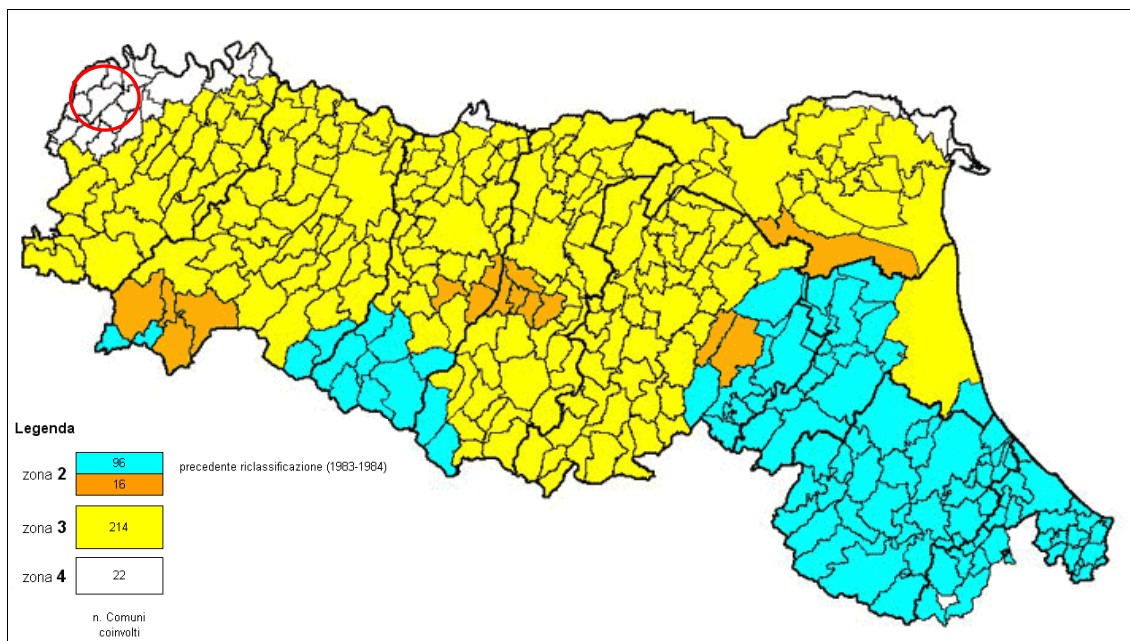 Legenda
zona 2
96
precedente riclassificazione (1983-1984)
16
zona 3
214
zona 4
22
n. Comuni
coinvolti